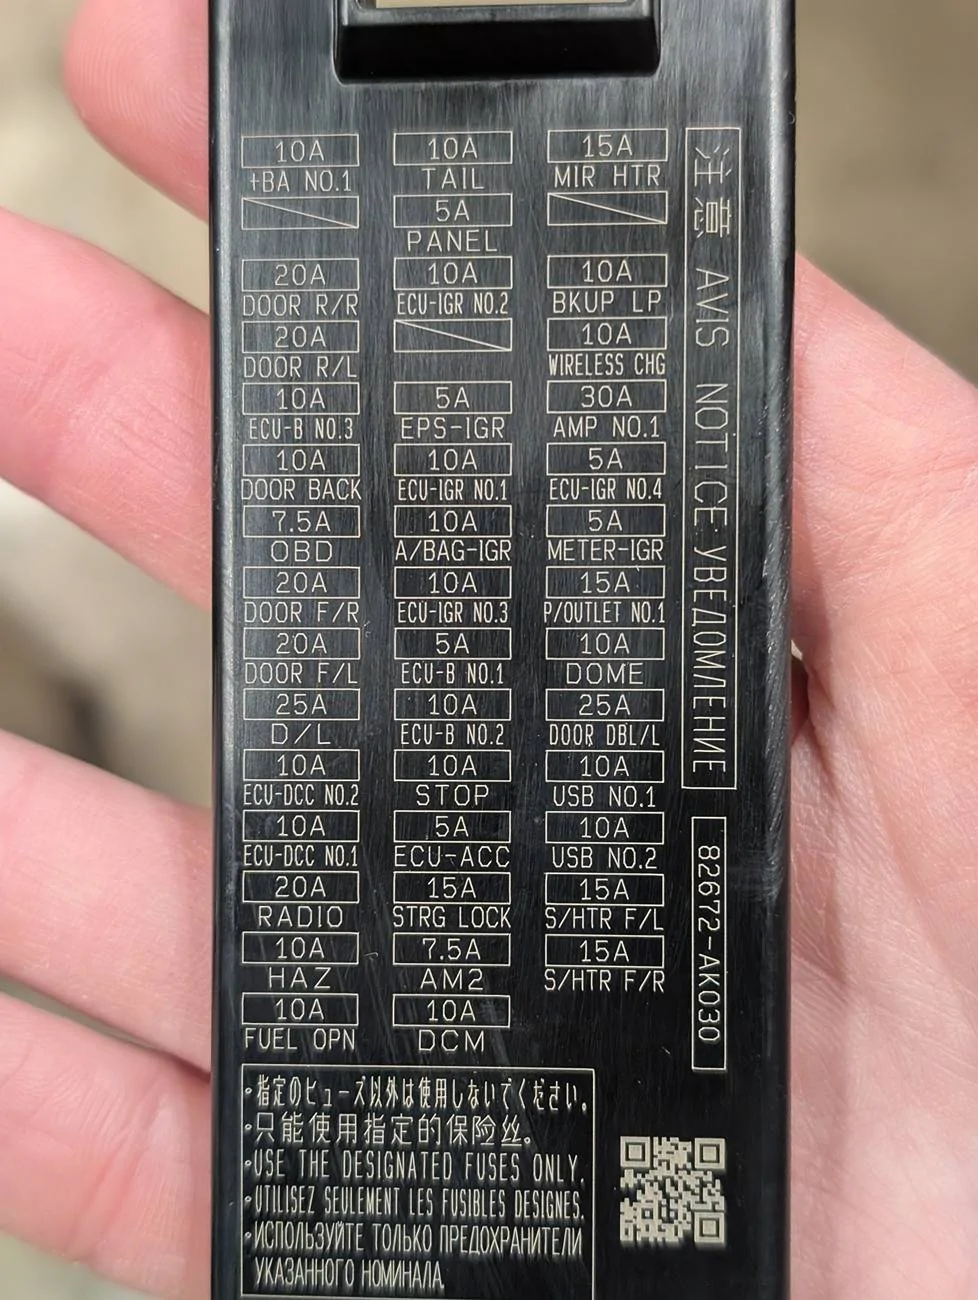 10A 10A 15A
+BA NO.1 TAIL MIR HTR
5A
PANEL
20A 10A 10A
DOOR R/R ECU-IGR NO.2 BKUP LP
20A 10A
DOOR R/L WIRELESS CHG
10A 5A 30A
ECU-B NO.3 EPS-IGR AMP NO.1
10A 10A 5A
DOOR BACK ECU-IGR NO.1 ECU-IGR NO.4
7.5A 10A 5A
OBD A/BAG-IGR METER-IGR
20A 10A 15A
DOOR F/R ECU-IGR NO.3 P/OUTLET NO.1
20A 5A 10A
DOOR F/L ECU-B NO.1 DOME
25A 10A 25A
D/L ECU-B NO.2 DOOR DBL/L
10A 10A 10A
ECU-DCC NO.2 STOP USB NO.1
10A 5A 10A
ECU-DCC NO.1 ECU-ACC USB NO.2
20A 15A 15A
RADIO STRG LOCK S/HTR F/L
10A 7.5A 15A
HAZ AM2 S/HTR F/R
10A 10A
FUEL OPN DCM
注意 AVIS NOTICE УВЕДОМЛЕНИЕ
82672-AK030
・指定のヒューズ以外は使用しないでください。
・只能使用指定的保险丝。
・USE THE DESIGNATED FUSES ONLY.
・UTILISEZ SEULEMENT LES FUSIBLES DESIGNES.
・ИСПОЛЬЗУЙТЕ ТОЛЬКО ПРЕДОХРАНИТЕЛИ
УКАЗАННОГО НОМИНАЛА.